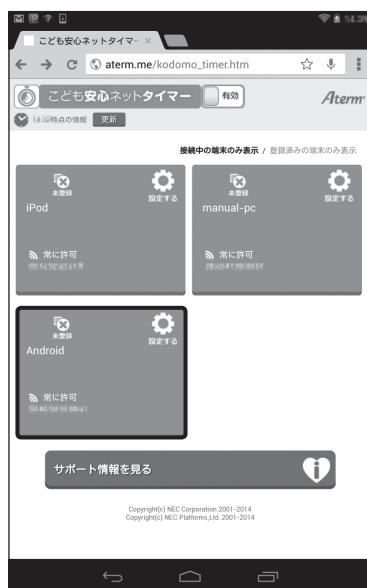 こども安心ネットタイマー
aterm.me/kodomo_timer.htm
こども安心ネットタイマー 有効
Aterm
時点の情報 更新
接続中の端末のみ表示 / 登録済みの端末のみ表示
未登録 設定する
iPod
常に許可
未登録 設定する
manual-pc
常に許可
未登録 設定する
Android
常に許可
サポート情報を見る
Copyright(c) NEC Corporation 2001-2014
Copyright(c) NEC Platforms,Ltd. 2001-2014